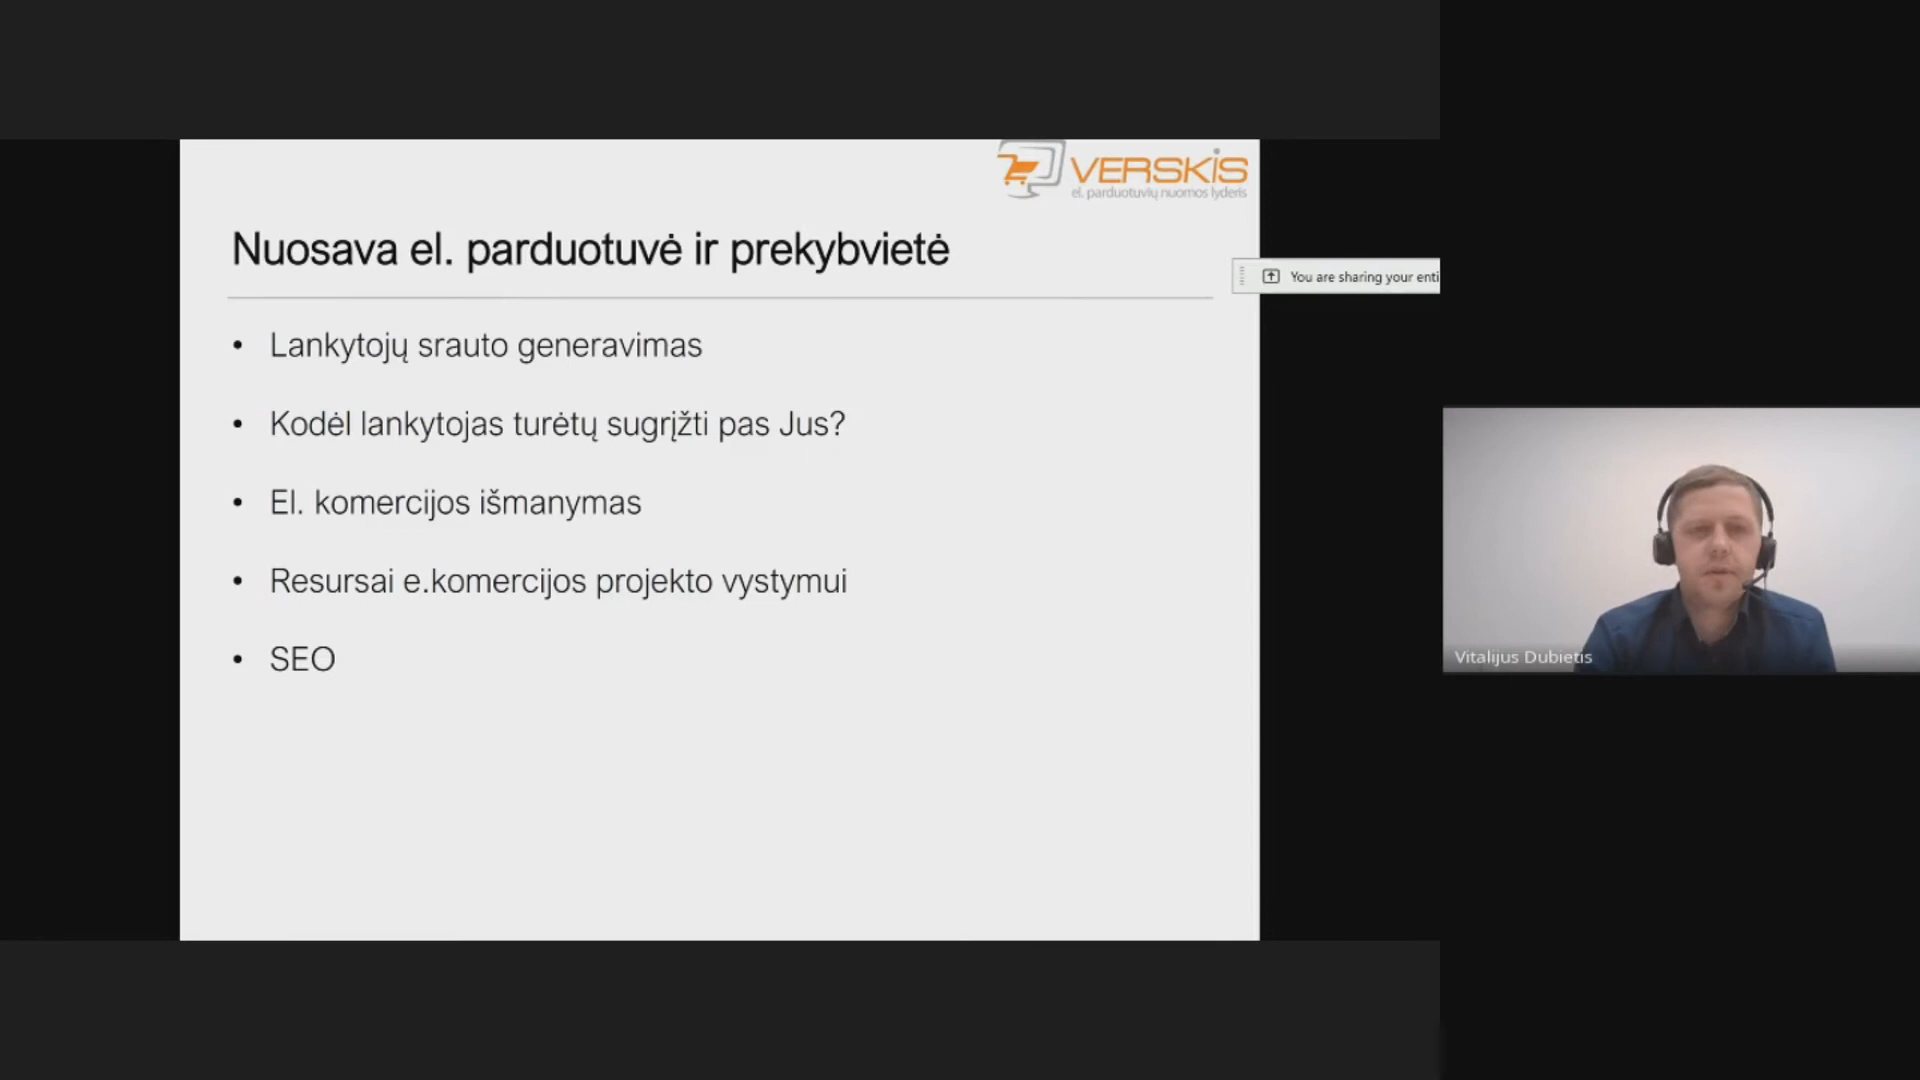 VERSKIS
el. parduotuvių nuomos lyderis
Nuosava el. parduotuvė ir prekybvietė
You are sharing your enti
• Lankytojų srauto generavimas
• Kodėl lankytojas turėtų sugrįžti pas Jus?
• El. komercijos išmanymas
• Resursai e.komercijos projekto vystymui
• SEO
Vitalijus Dubietis